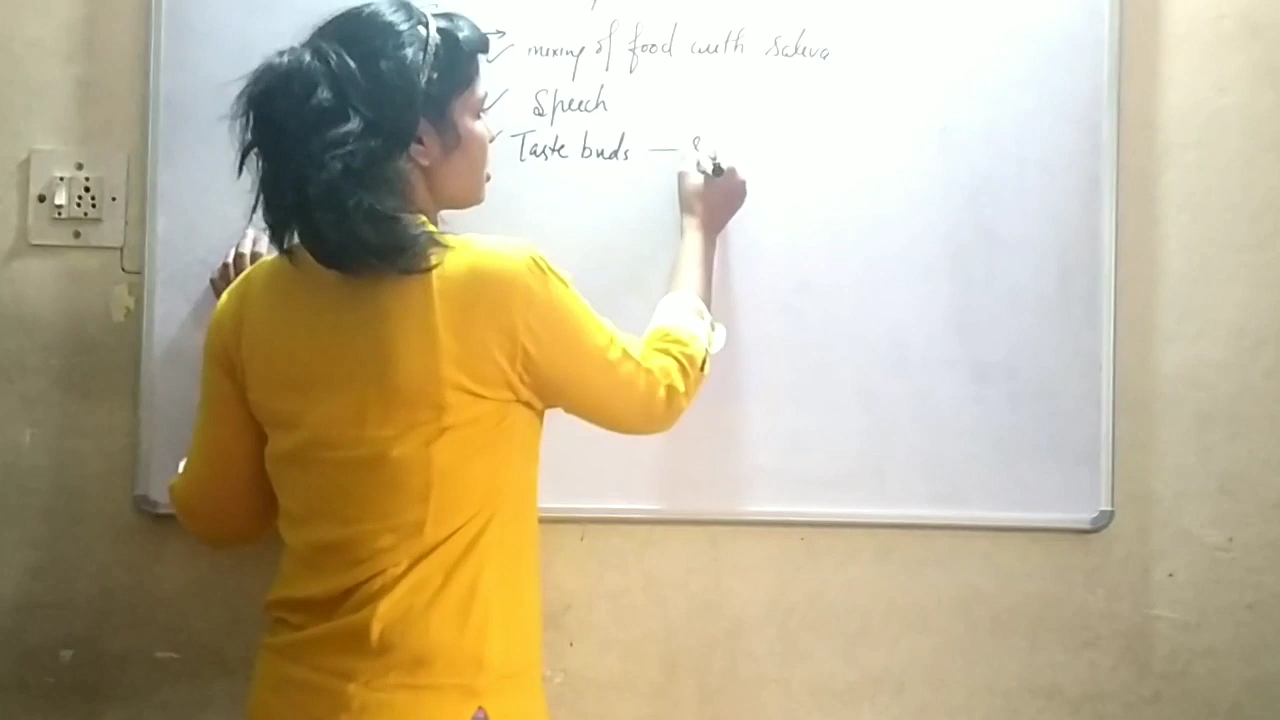 mixing of food with saliva
Speech
Taste buds —